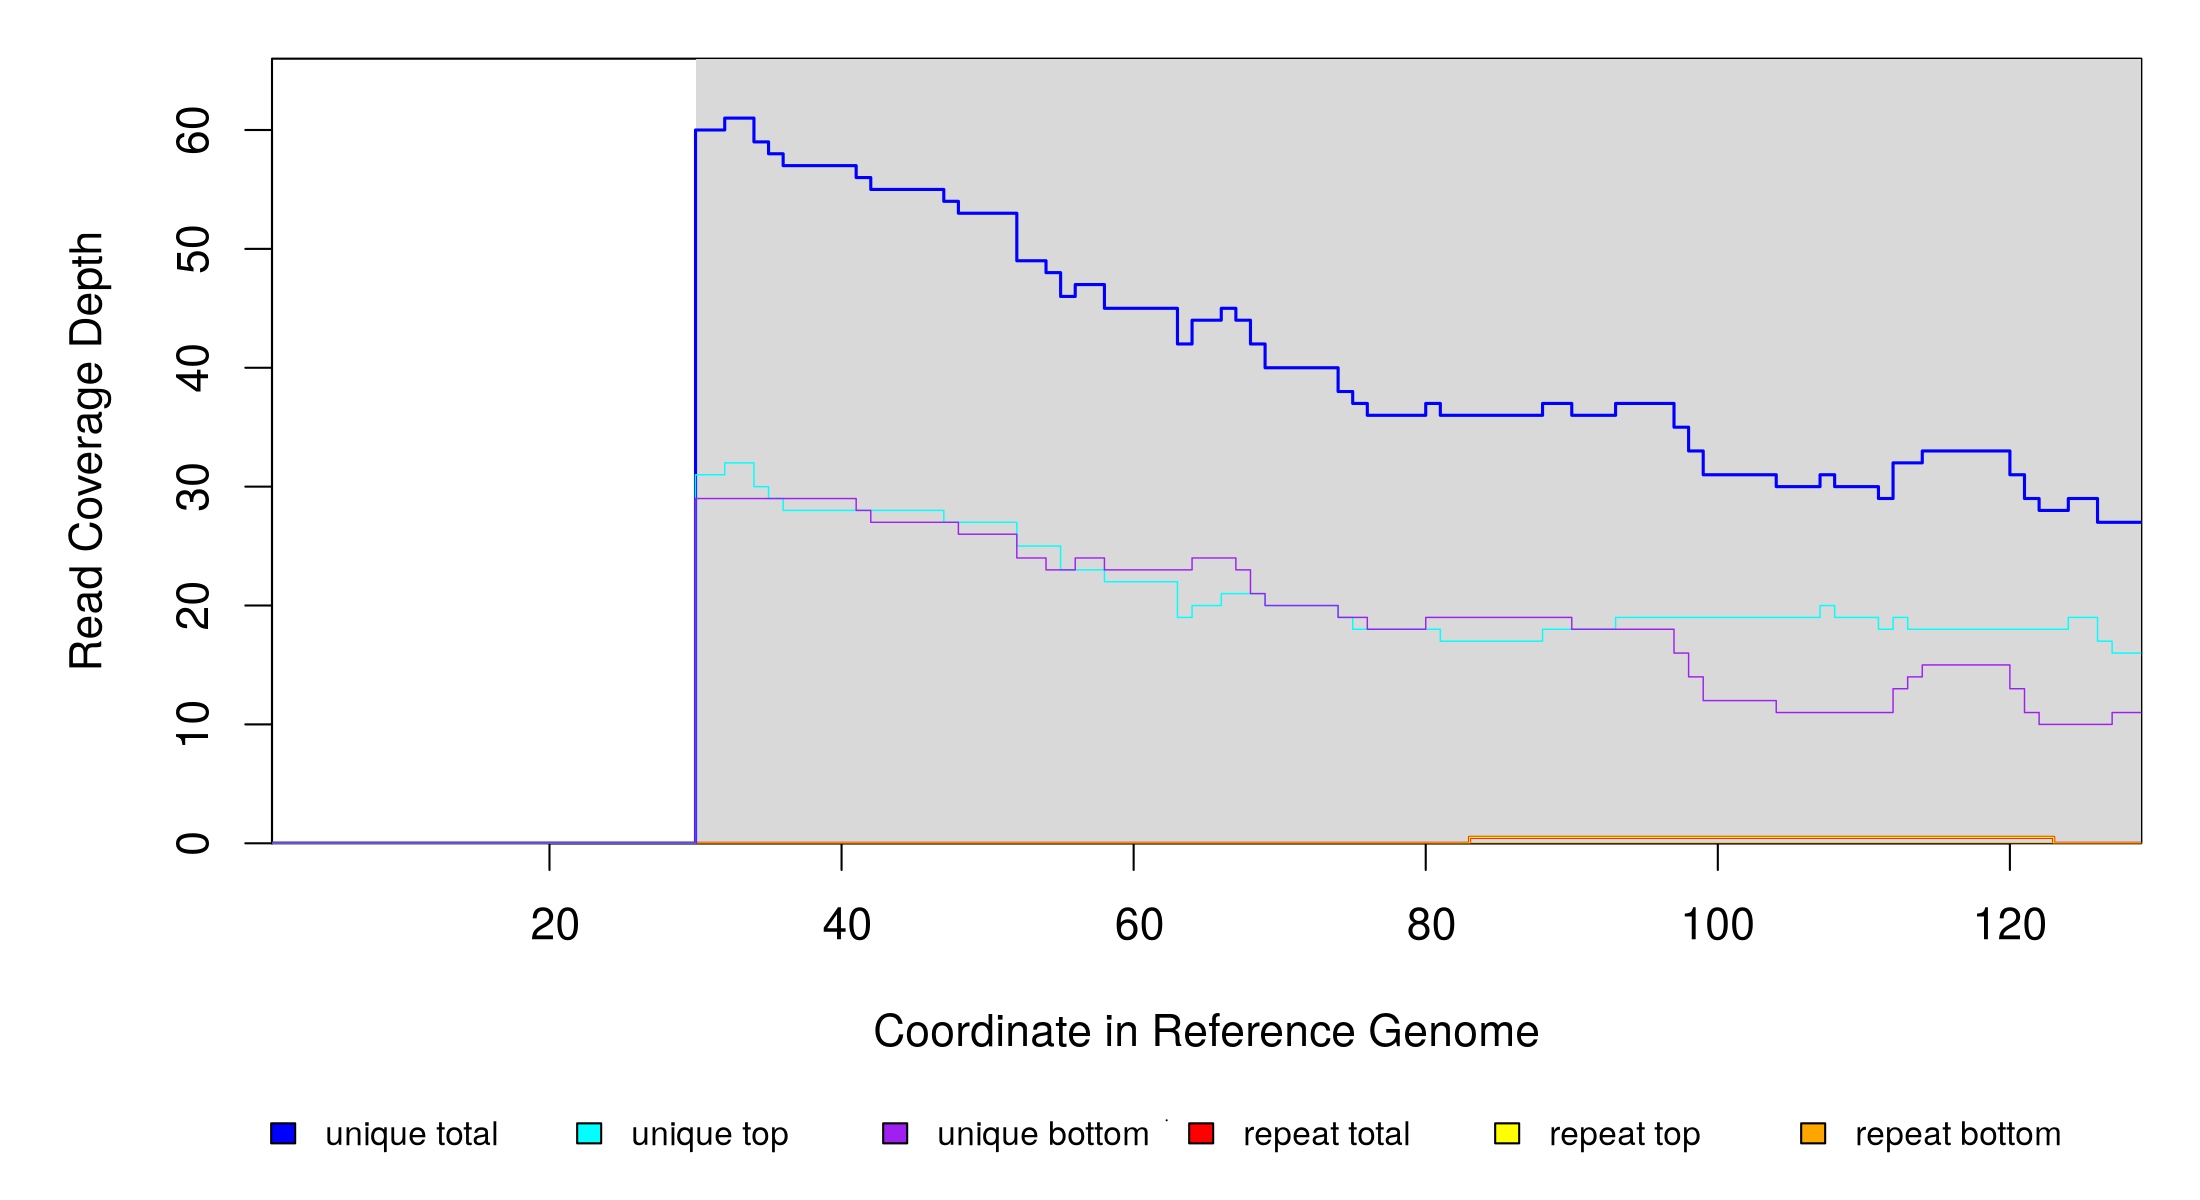 Read Coverage Depth
60
50
40
30
20
10
0
20 40 60 80 100 120
Coordinate in Reference Genome
unique total unique top unique bottom repeat total repeat top repeat bottom